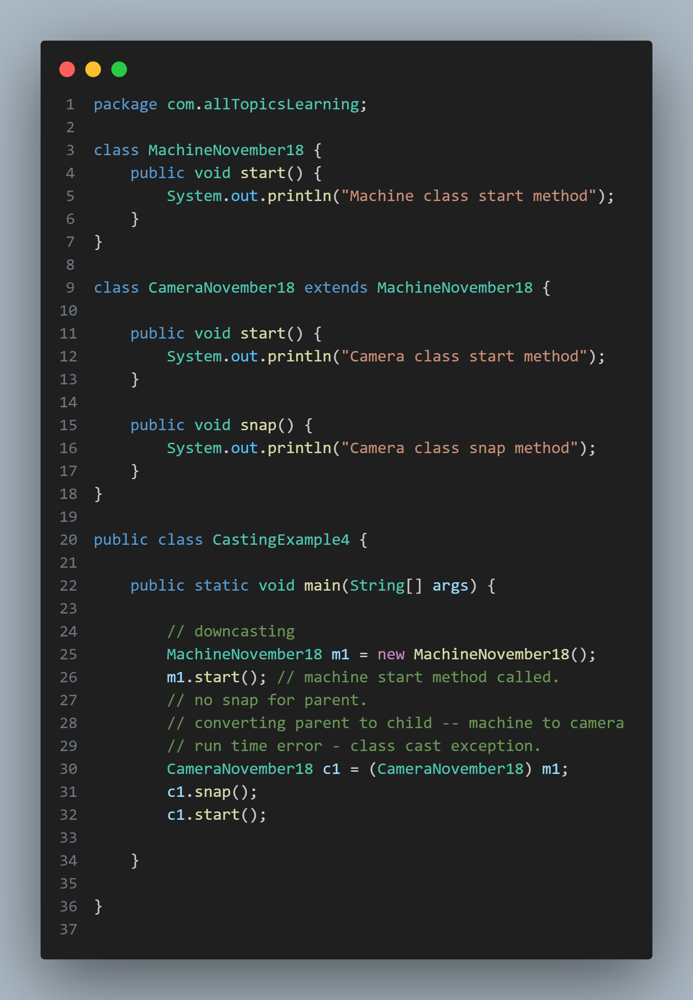 1 package com.allTopicsLearning;
2
3 class MachineNovember18 {
4     public void start() {
5         System.out.println("Machine class start method");
6     }
7 }
8
9 class CameraNovember18 extends MachineNovember18 {
10
11     public void start() {
12         System.out.println("Camera class start method");
13     }
14
15     public void snap() {
16         System.out.println("Camera class snap method");
17     }
18 }
19
20 public class CastingExample4 {
21
22     public static void main(String[] args) {
23
24         // downcasting
25         MachineNovember18 m1 = new MachineNovember18();
26         m1.start(); // machine start method called.
27         // no snap for parent.
28         // converting parent to child -- machine to camera
29         // run time error - class cast exception.
30         CameraNovember18 c1 = (CameraNovember18) m1;
31         c1.snap();
32         c1.start();
33
34     }
35
36 }
37